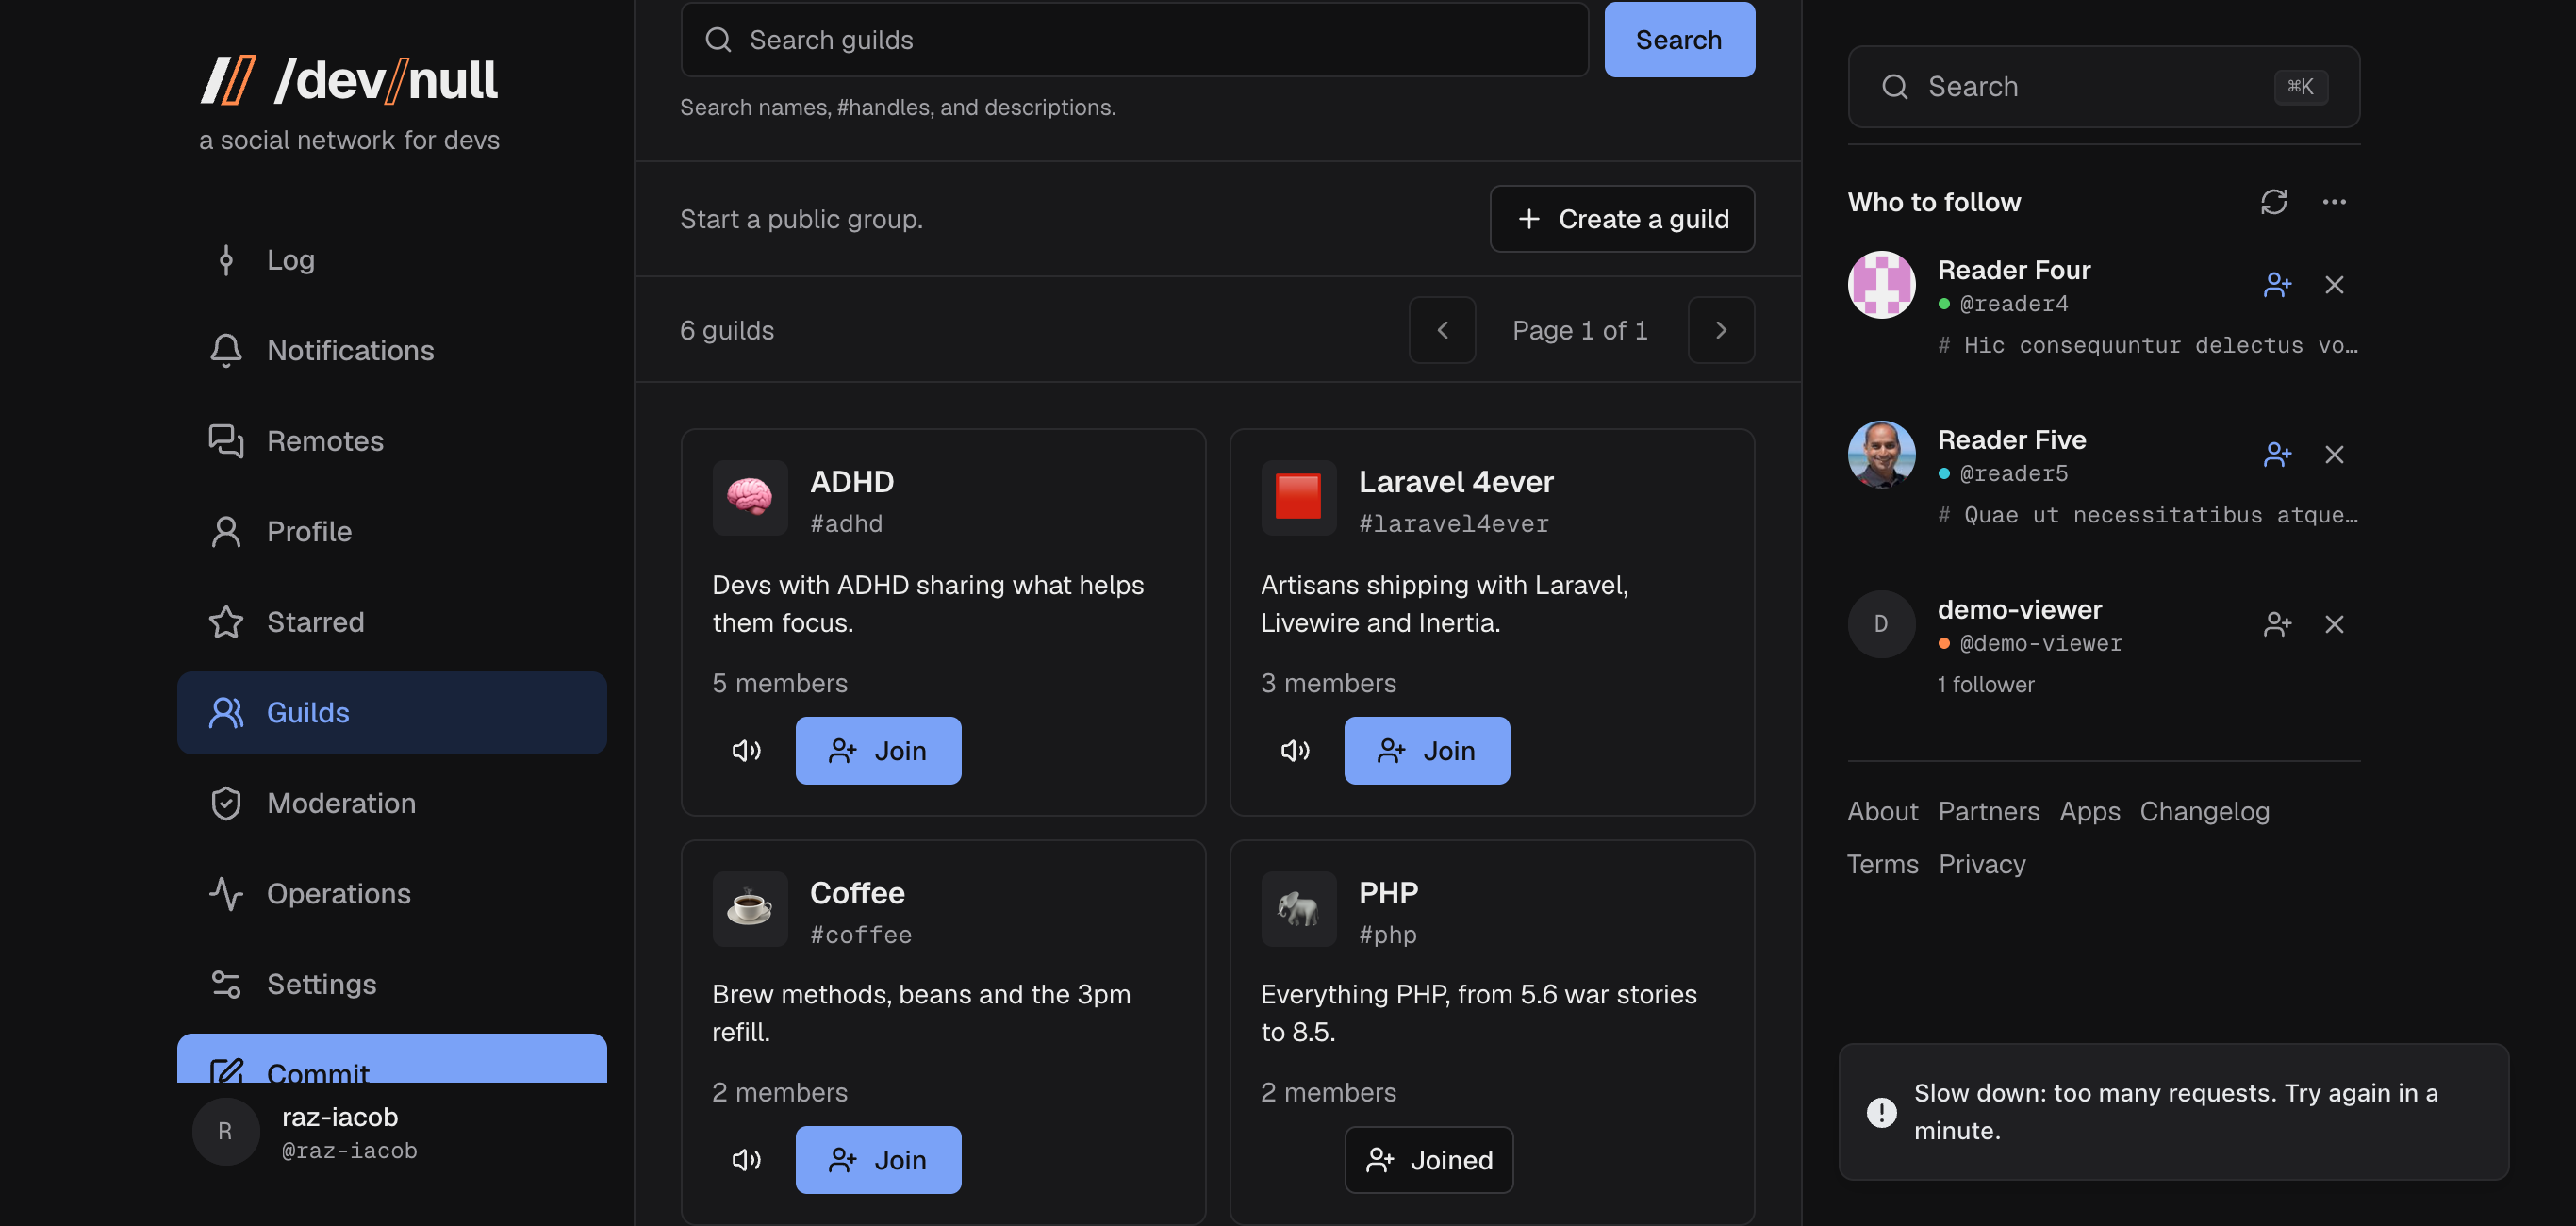 /dev//null
a social network for devs
Log
Notifications
Remotes
Profile
Starred
Guilds
Moderation
Operations
Settings
Commit
R
raz-iacob
@raz-iacob
Search guilds
Search
Search names, #handles, and descriptions.
Start a public group.
+ Create a guild
6 guilds
Page 1 of 1
ADHD
#adhd
Devs with ADHD sharing what helps
them focus.
5 members
Join
Laravel 4ever
#laravel4ever
Artisans shipping with Laravel,
Livewire and Inertia.
3 members
Join
Coffee
#coffee
Brew methods, beans and the 3pm
refill.
2 members
Join
PHP
#php
Everything PHP, from 5.6 war stories
to 8.5.
2 members
Joined
Search
⌘K
Who to follow
Reader Four
@reader4
# Hic consequuntur delectus vo…
Reader Five
@reader5
# Quae ut necessitatibus atque…
D
demo-viewer
@demo-viewer
1 follower
About Partners Apps Changelog
Terms Privacy
Slow down: too many requests. Try again in a
minute.